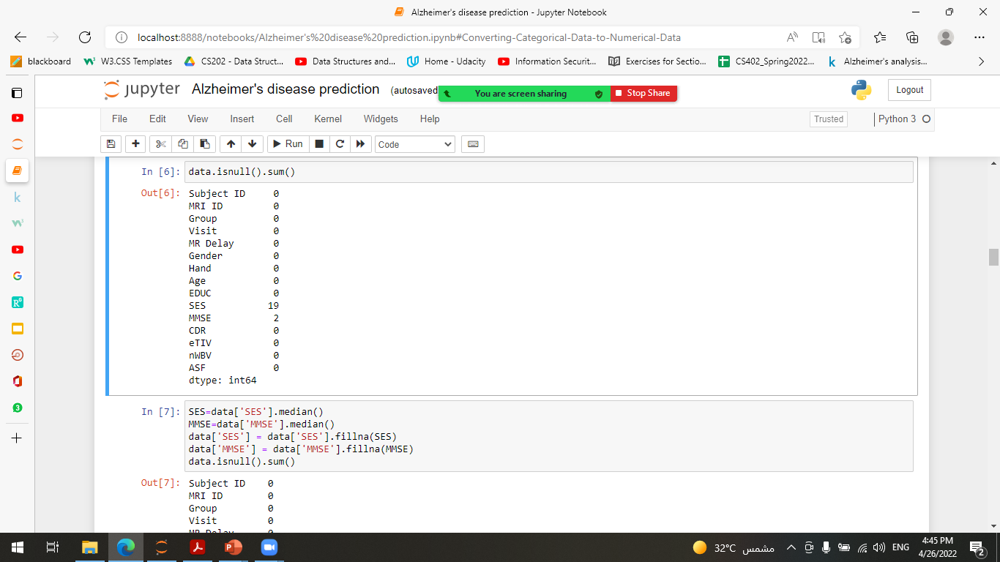 Alzheimer's disease prediction - Jupyter Notebook
localhost:8888/notebooks/Alzheimer's%20disease%20prediction.ipynb#Converting-Categorical-Data-to-Numerical-Data
blackboard W3.CSS Templates CS202 - Data Struct... Data Structures and... Home - Udacity Information Securit... Exercises for Sectio... CS402_Spring2022... Alzheimer's analysis...
jupyter Alzheimer's disease prediction (autosaved
You are screen sharing Stop Share
Logout
File Edit View Insert Cell Kernel Widgets Help Trusted Python 3
Run Code
In [6]: data.isnull().sum()
Out[6]: Subject ID 0
MRI ID 0
Group 0
Visit 0
MR Delay 0
Gender 0
Hand 0
Age 0
EDUC 0
SES 19
MMSE 2
CDR 0
eTIV 0
nWBV 0
ASF 0
dtype: int64
In [7]: SES=data['SES'].median()
MMSE=data['MMSE'].median()
data['SES'] = data['SES'].fillna(SES)
data['MMSE'] = data['MMSE'].fillna(MMSE)
data.isnull().sum()
Out[7]: Subject ID 0
MRI ID 0
Group 0
Visit 0
MR Delay 0
32°C مشمس ENG 4:45 PM
4/26/2022 2